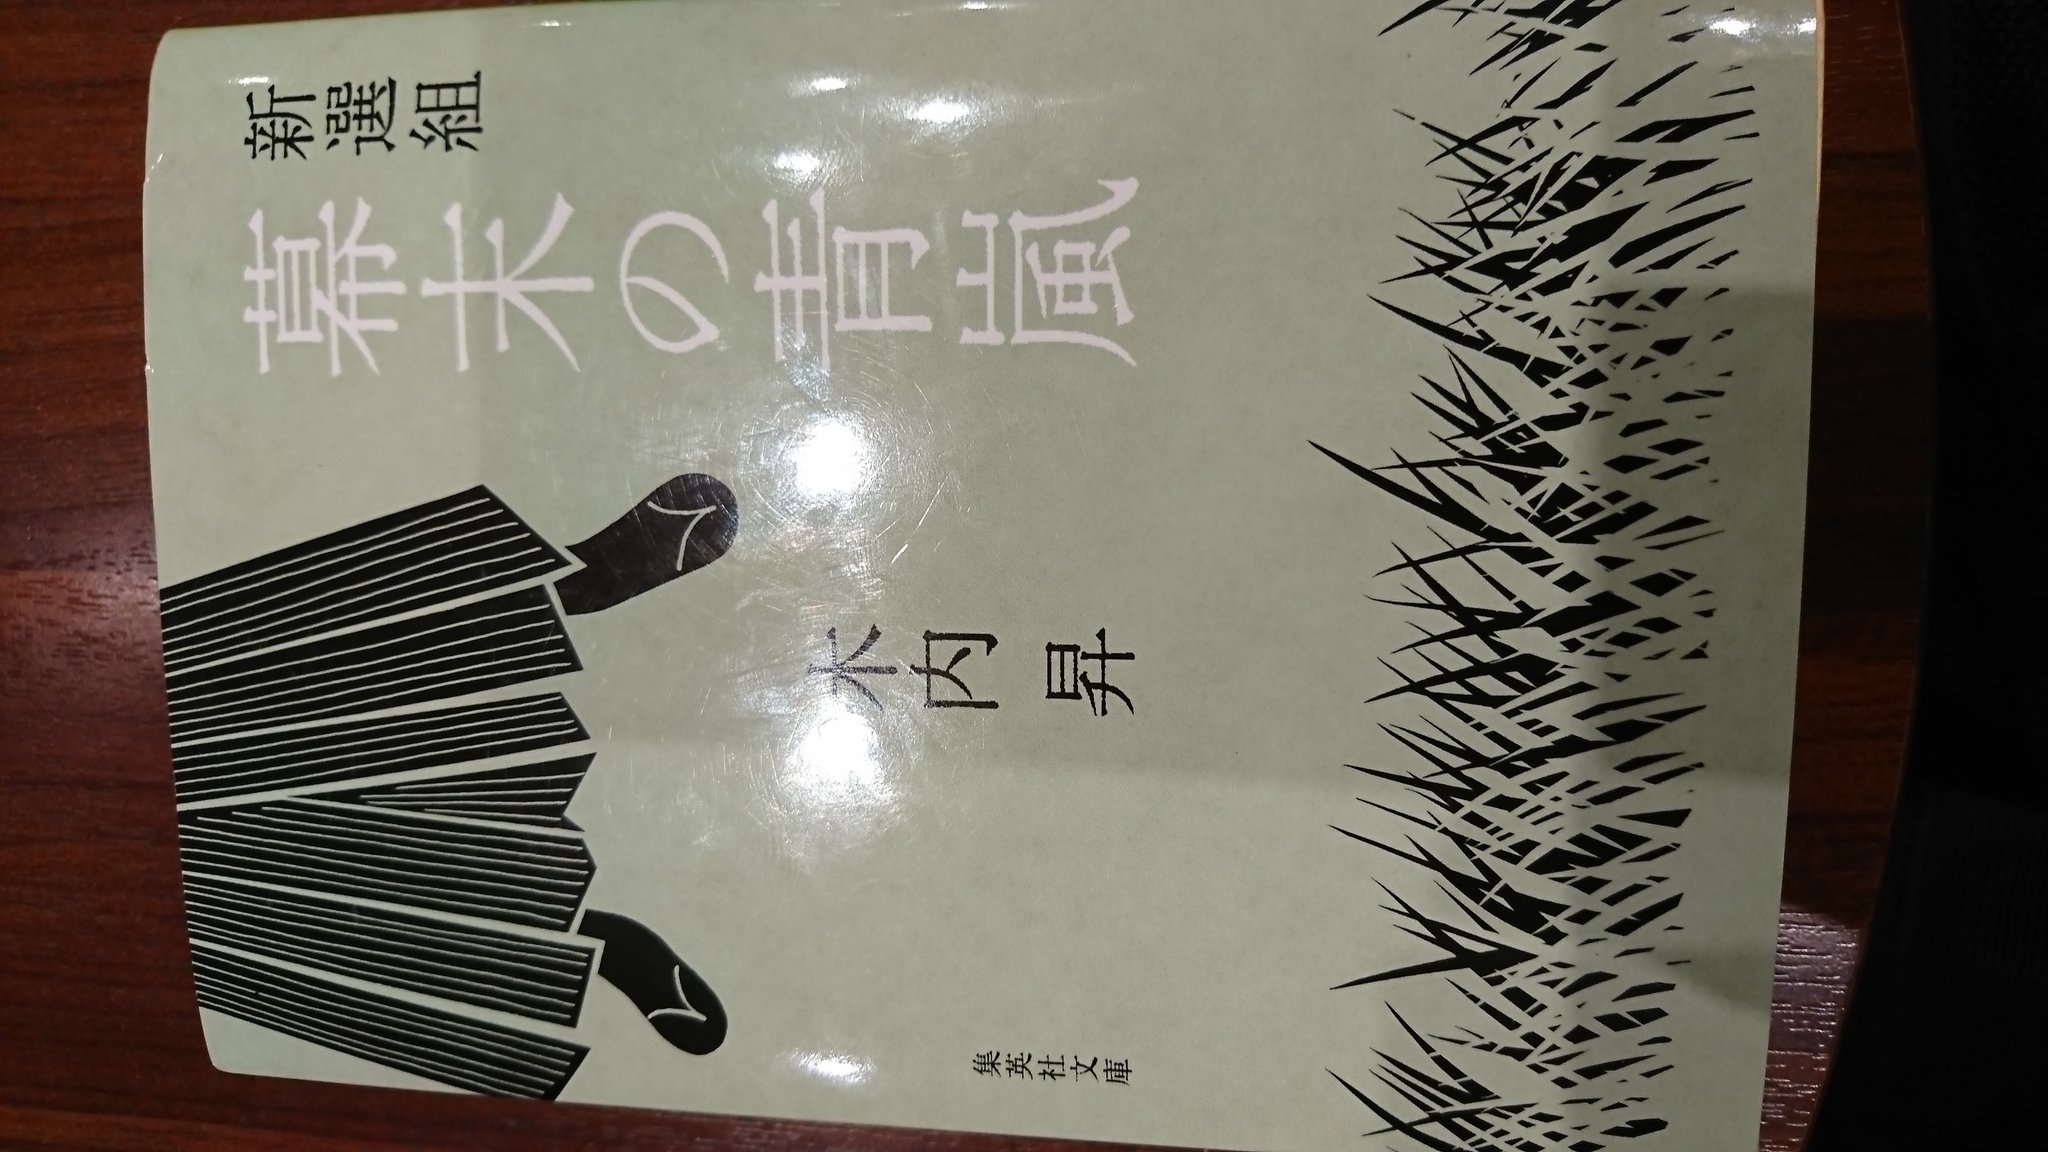 新選組
幕末の青嵐
木内昇
集英社文庫